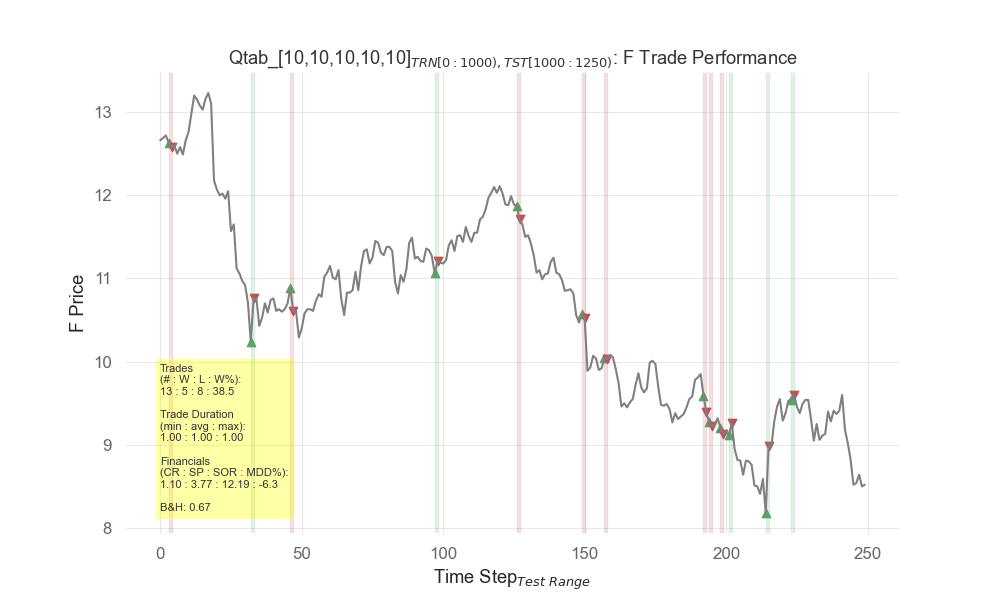 Qtab_[10,10,10,10,10]TRN[0 : 1000), TST[1000 : 1250): F Trade Performance
13
12
11
10
9
8
F Price
Trades
(# : W : L : W%):
13 : 5 : 8 : 38.5
Trade Duration
(min : avg : max):
1.00 : 1.00 : 1.00
Financials
(CR : SP : SOR : MDD%):
1.10 : 3.77 : 12.19 : -6.3
B&H: 0.67
0 50 100 150 200 250
Time StepTest Range